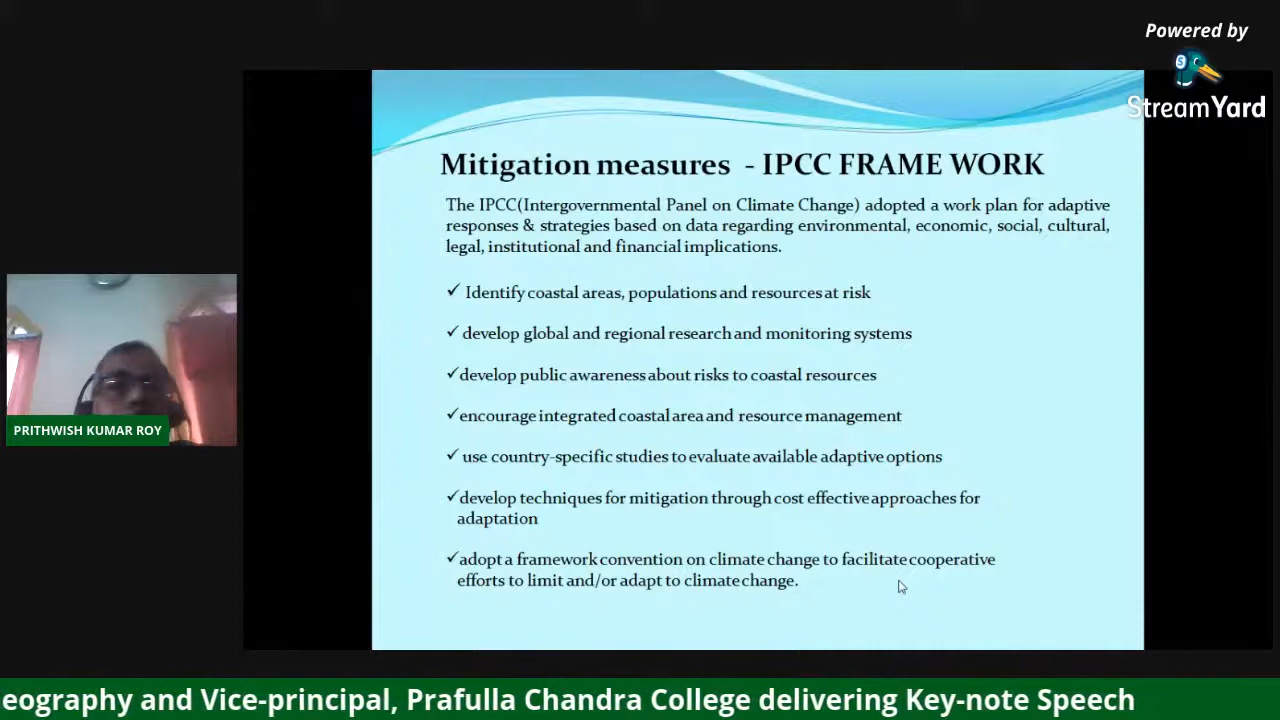 Powered by
StreamYard
Mitigation measures - IPCC FRAME WORK
The IPCC(Intergovernmental Panel on Climate Change) adopted a work plan for adaptive
responses & strategies based on data regarding environmental, economic, social, cultural,
legal, institutional and financial implications.
✓ Identify coastal areas, populations and resources at risk
✓ develop global and regional research and monitoring systems
✓develop public awareness about risks to coastal resources
✓encourage integrated coastal area and resource management
✓ use country-specific studies to evaluate available adaptive options
✓develop techniques for mitigation through cost effective approaches for
adaptation
✓adopt a framework convention on climate change to facilitate cooperative
efforts to limit and/or adapt to climate change.
PRITHWISH KUMAR ROY
eography and Vice-principal, Prafulla Chandra College delivering Key-note Speech